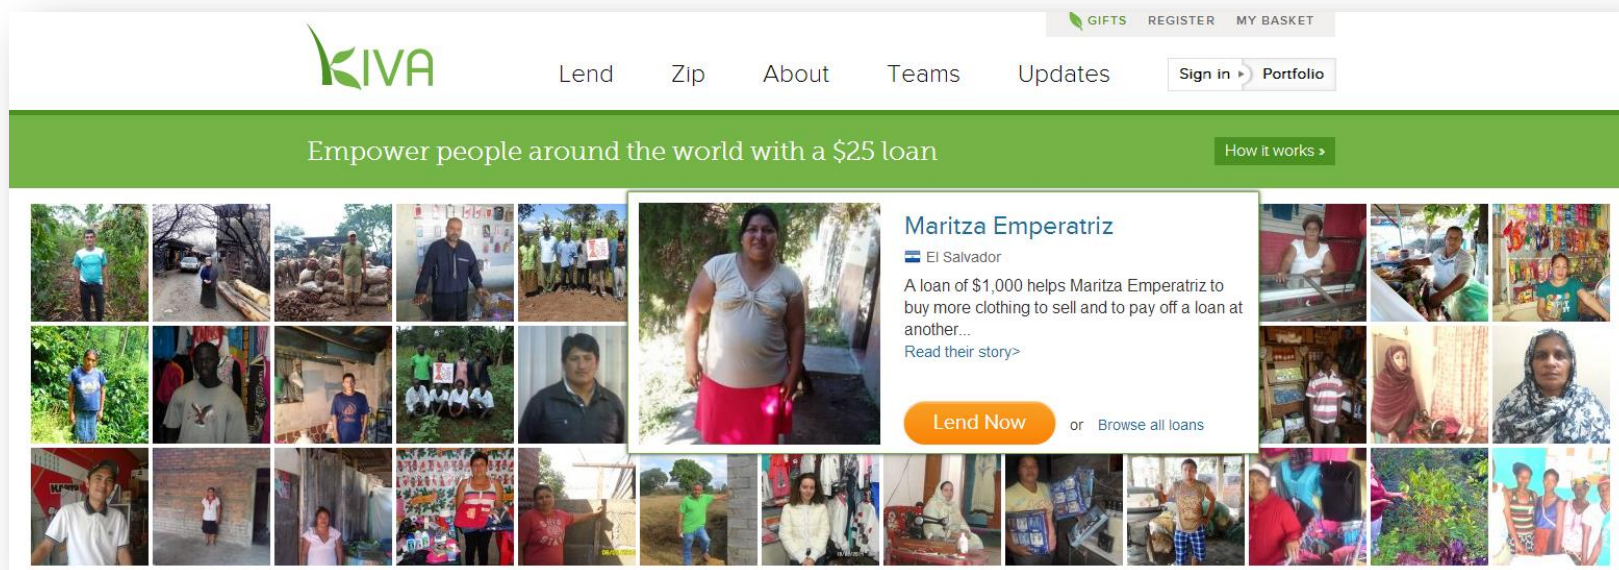 GIFTS REGISTER MY BASKET
KIVA
Lend Zip About Teams Updates Sign in Portfolio
Empower people around the world with a $25 loan
How it works »
Maritza Emperatriz
El Salvador
A loan of $1,000 helps Maritza Emperatriz to
buy more clothing to sell and to pay off a loan at
another...
Read their story>
Lend Now or Browse all loans